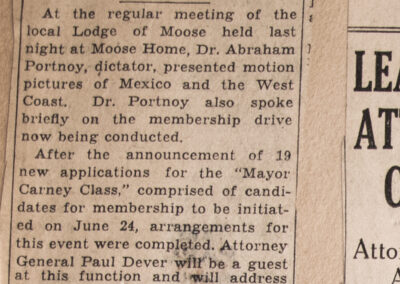 At the regular meeting of the
local Lodge of Moose held last
night at Moose Home, Dr. Abraham
Portnoy, dictator, presented motion
pictures of Mexico and the West
Coast. Dr. Portnoy also spoke
briefly on the membership drive
now being conducted.
After the announcement of 19
new applications for the "Mayor
Carney Class," comprised of candi-
dates for membership to be initiat-
ed on June 24, arrangements for
this event were completed. Attorney
General Paul Dever will be a guest
at this function and will address
LEA
AT
C
Atto
A